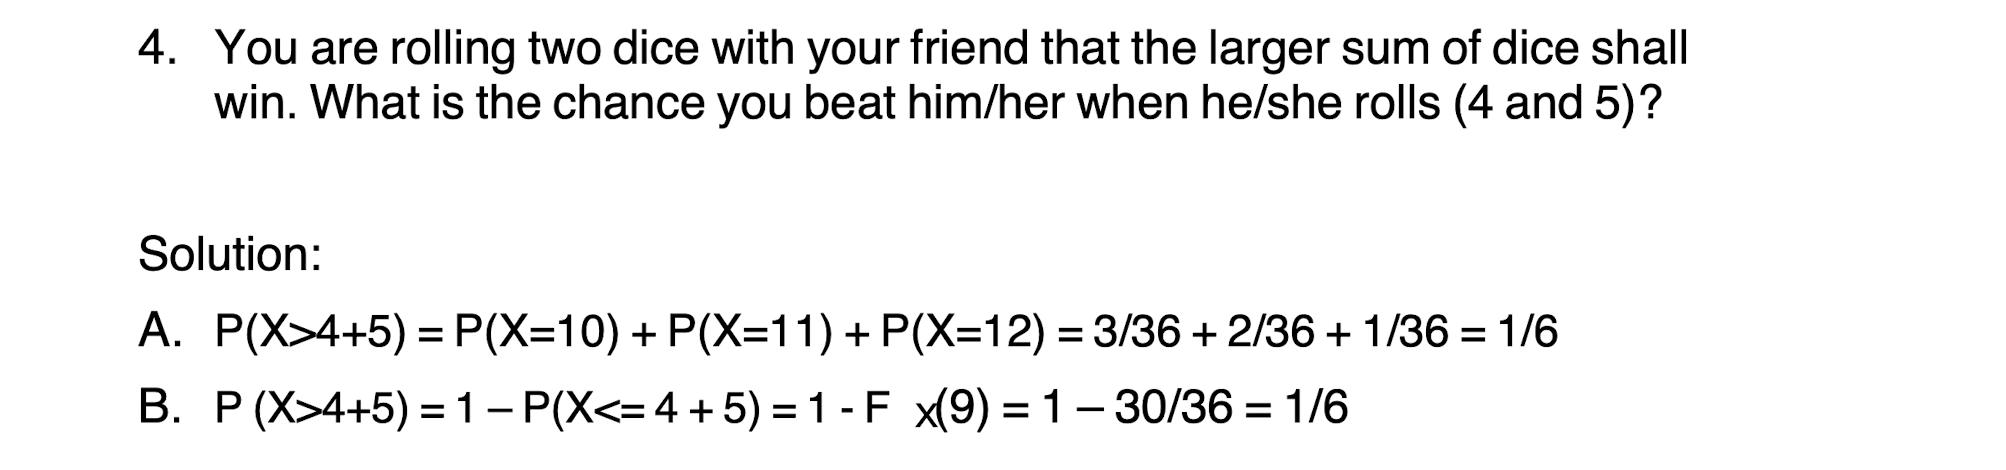 4. You are rolling two dice with your friend that the larger sum of dice shall
win. What is the chance you beat him/her when he/she rolls (4 and 5)?
Solution:
A. P(X>4+5) = P(X=10) + P(X=11) + P(X=12) = 3/36 + 2/36 + 1/36 = 1/6
B. P (X>4+5) = 1 – P(X<= 4 + 5) = 1 - F x(9) = 1 – 30/36 = 1/6